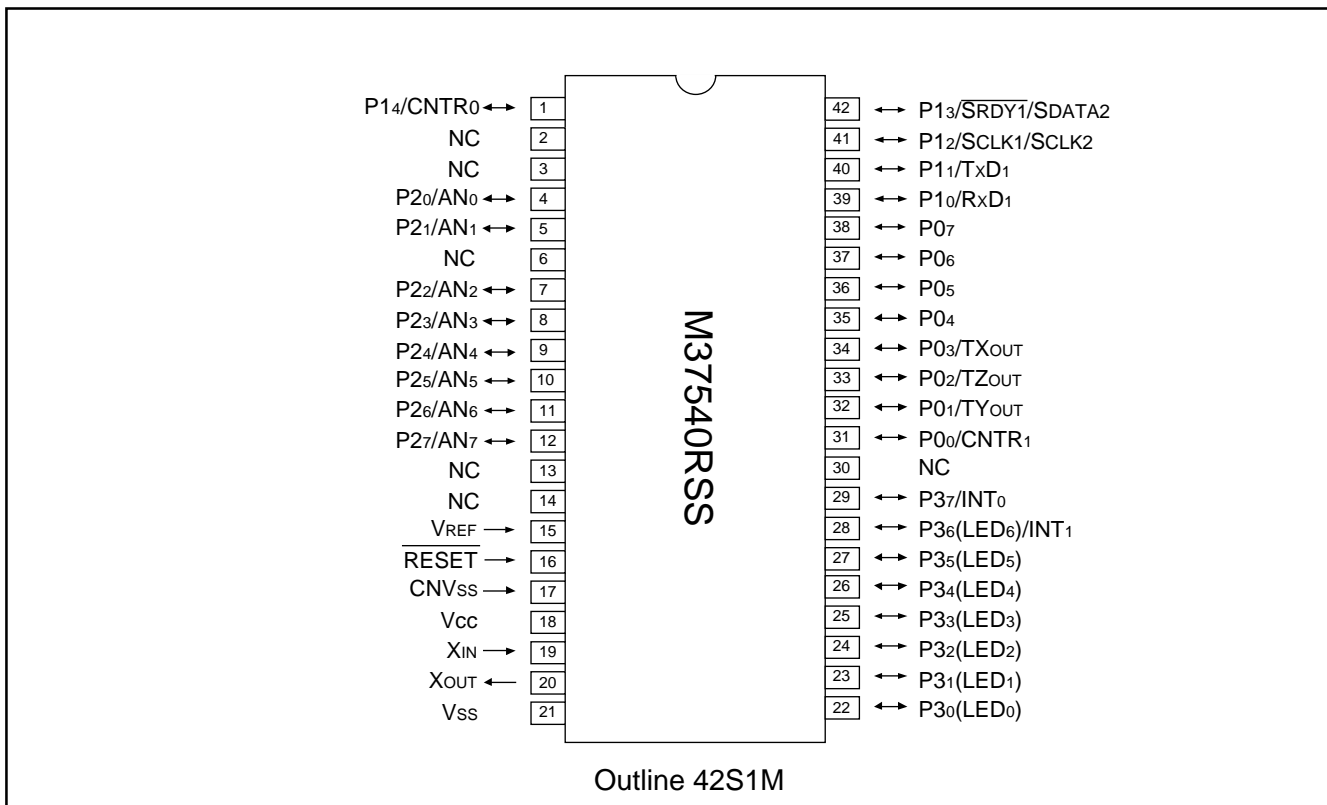 P14/CNTR0 1
NC 2
NC 3
P20/AN0 4
P21/AN1 5
NC 6
P22/AN2 7
P23/AN3 8
P24/AN4 9
P25/AN5 10
P26/AN6 11
P27/AN7 12
NC 13
NC 14
VREF 15
RESET 16
CNVSS 17
Vcc 18
XIN 19
XOUT 20
VSS 21
M37540RSS
42 P13/SRDY1/SDATA2
41 P12/SCLK1/SCLK2
40 P11/TxD1
39 P10/RxD1
38 P07
37 P06
36 P05
35 P04
34 P03/TXOUT
33 P02/TZOUT
32 P01/TYOUT
31 P00/CNTR1
30 NC
29 P37/INT0
28 P36(LED6)/INT1
27 P35(LED5)
26 P34(LED4)
25 P33(LED3)
24 P32(LED2)
23 P31(LED1)
22 P30(LED0)
Outline 42S1M